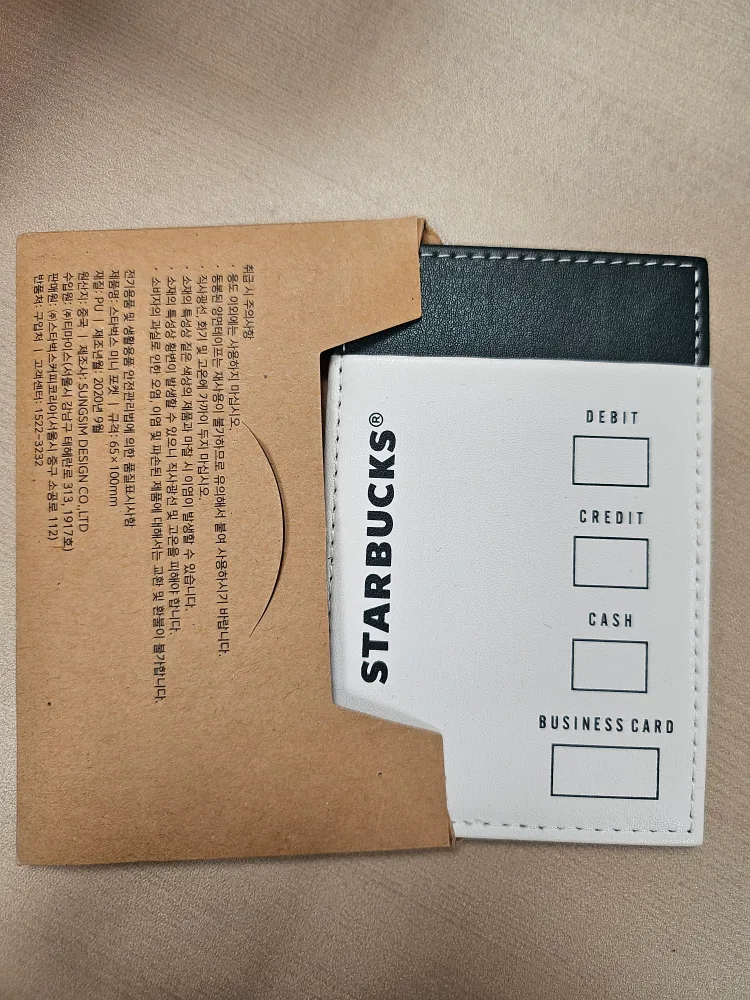 취급 시 주의사항
· 용도 이외에는 사용하지 마십시오.
· 동봉된 양면테이프는 재사용이 불가하므로 유의해서 붙여 사용하시기 바랍니다.
· 직사광선, 화기 및 고온에 가까이 두지 마십시오.
· 소재의 특성상 짙은 색상의 제품과 마찰 시 이염이 발생할 수 있습니다.
· 소재의 특성상 황변이 발생할 수 있으니 직사광선 및 고온을 피해야 합니다.
· 소비자의 과실로 인한 오염, 이염 및 파손된 제품에 대해서는 교환 및 환불이 불가합니다.
전기용품 및 생활용품 안전관리법에 의한 품질표시사항
제품명: 스타벅스 미니 포켓 | 규격: 65×100mm
재질: PU | 제조년월: 2020년 9월
원산지: 중국 | 제조사: SUNGSIM DESIGN CO.,LTD
수입원: ㈜티마이스(서울시 강남구 테헤란로 313, 1917호)
판매원: ㈜스타벅스커피코리아(서울시 중구 소공로 112)
반품처: 구입처 | 고객센터: 1522-3232
STARBUCKS®
DEBIT
CREDIT
CASH
BUSINESS CARD